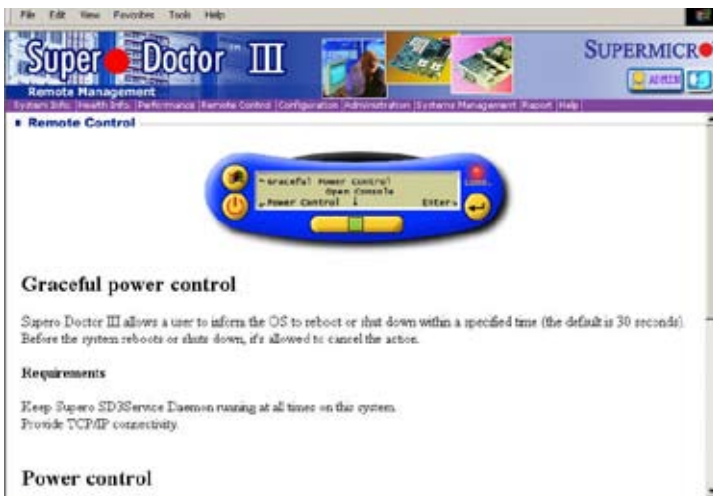 File Edit View Favorites Tools Help
Super Doctor III
SUPERMICR
Remote Management
ADMIN
System Info. |Health Info. |Performance |Remote Control |Configuration |Administration |Systems Management |Report |Help|
Remote Control
Graceful Power Control
Open Console
Power Control
Enter
Graceful power control
Supero Doctor III allows a user to inform the OS to reboot or shut down within a specified time (the default is 30 seconds).
Before the system reboots or shuts down, it's allowed to cancel the action.
Requirements
Keep Supero SD3Service Daemon running at all times on this system.
Provide TCP/IP connectivity.
Power control